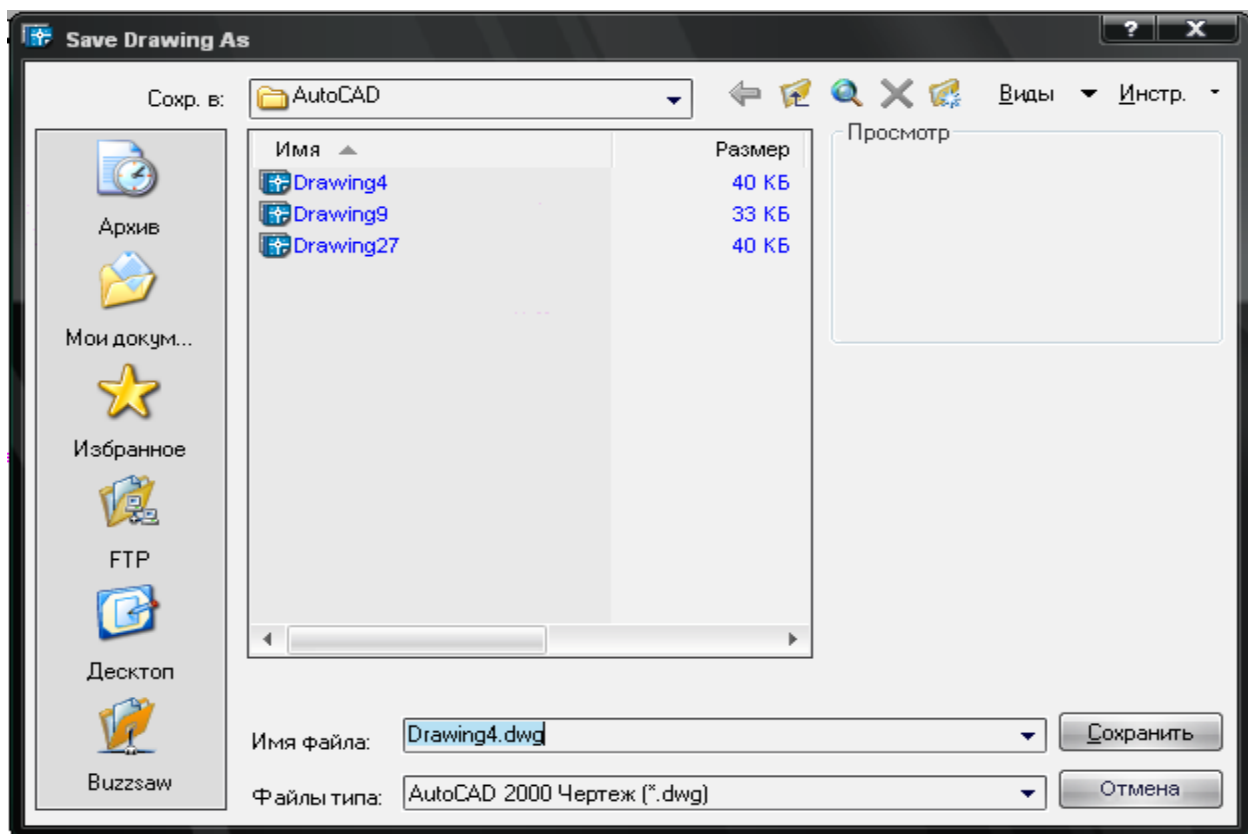 Save Drawing As
? X
Сохр. в:
AutoCAD
Виды
Инстр.
Архив
Мои докум...
Избранное
FTP
Десктоп
Buzzsaw
Имя
Размер
Drawing4
40 КБ
Drawing9
33 КБ
Drawing27
40 КБ
Просмотр
Имя файла:
Drawing4.dwg
Сохранить
Файлы типа:
AutoCAD 2000 Чертеж (*.dwg)
Отмена